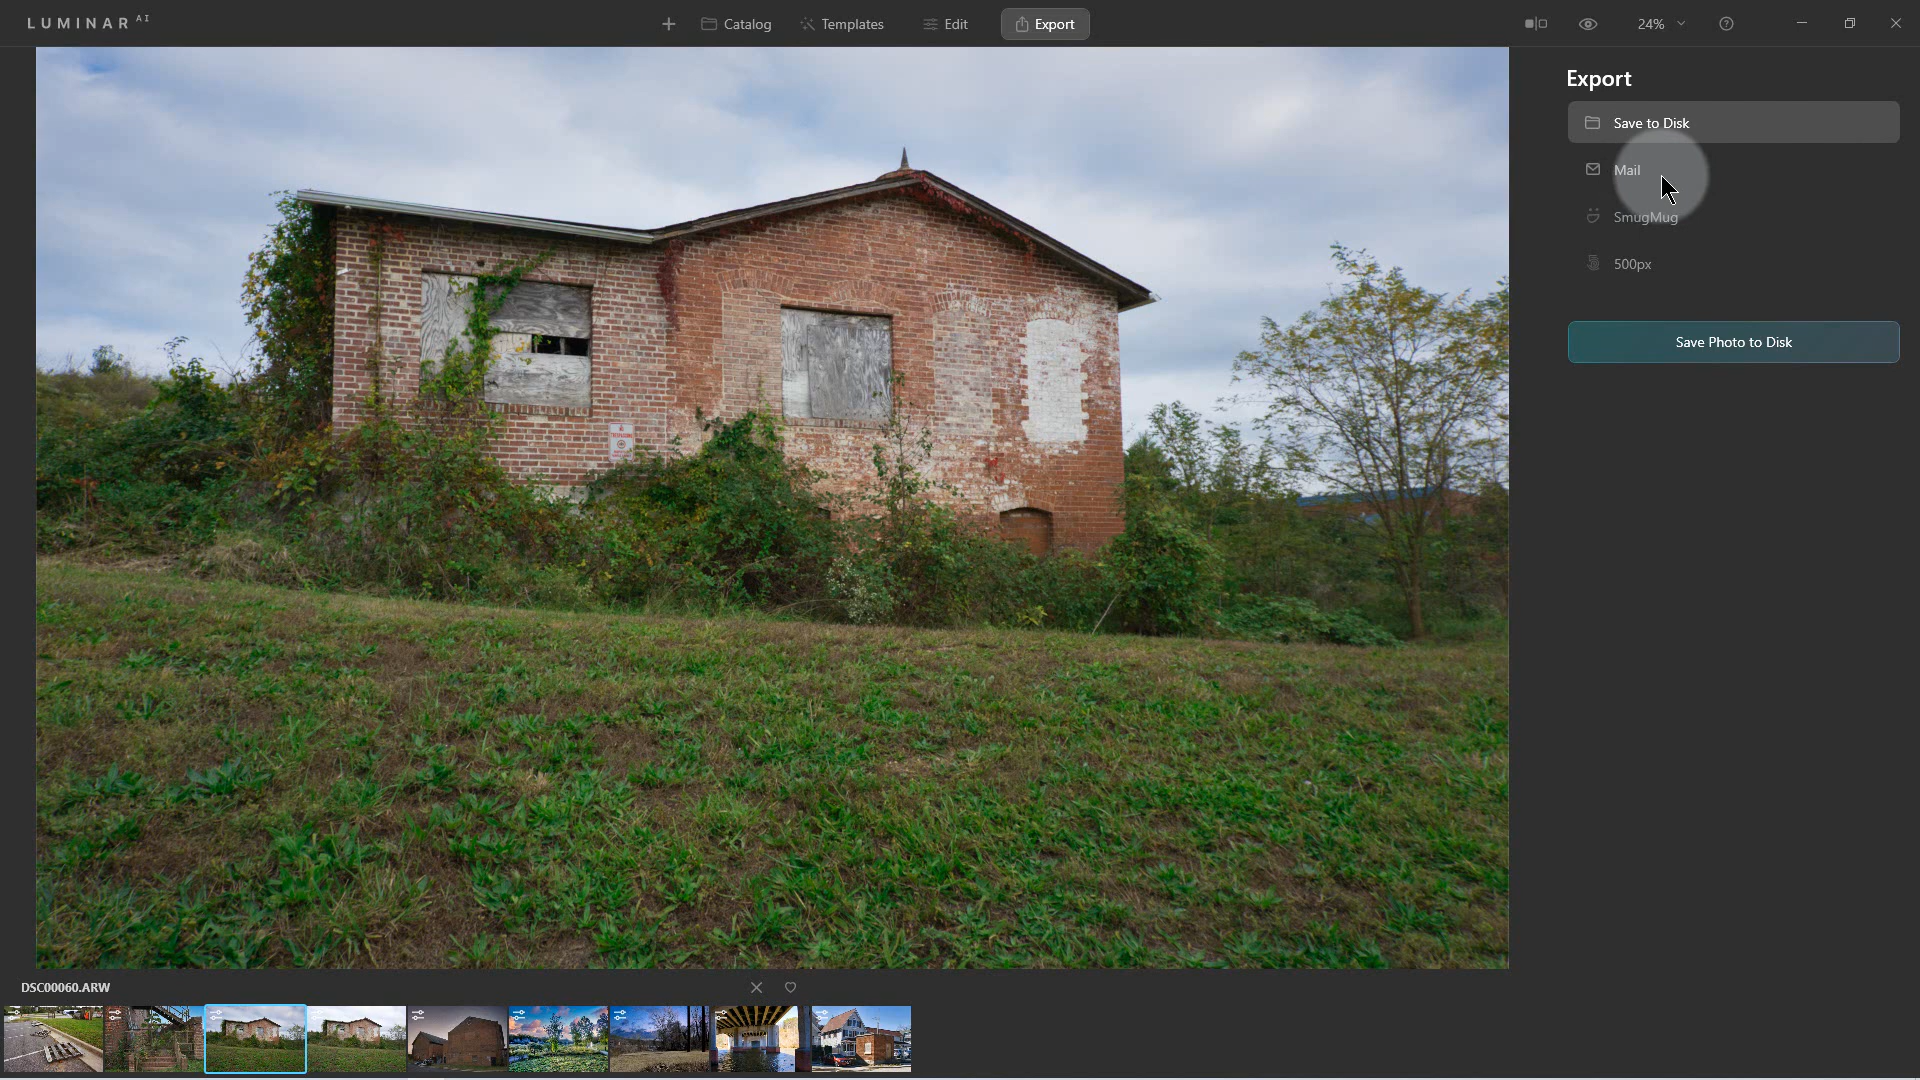 LUMINAR AI
Catalog
Templates
Edit
Export
24%
Export
Save to Disk
Mail
SmugMug
500px
Save Photo to Disk
DSC00060.ARW